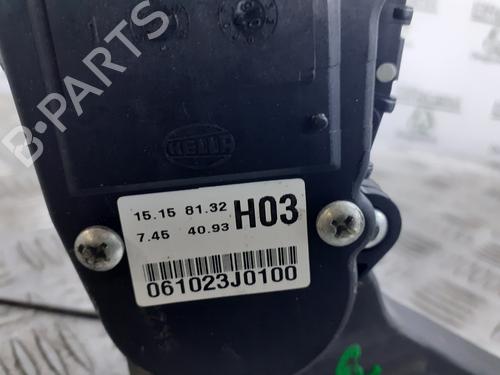 B-PARTS
HELLA
15.15 81.32
7.45 40.93
H03
061023J0100